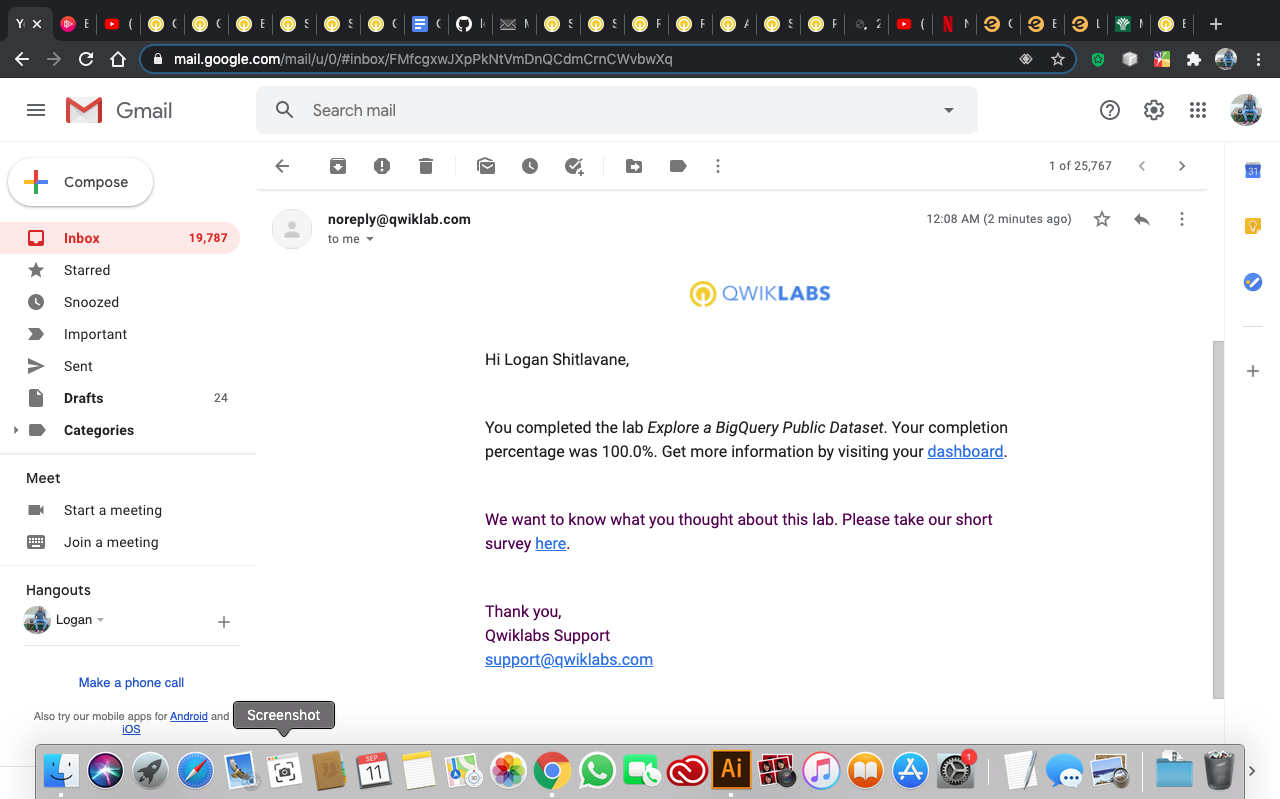 mail.google.com/mail/u/0/#inbox/FMfcgxwJXpPkNtVmDnQCdmCrnCWvbwXq
Gmail
Search mail
Compose
1 of 25,767
31
Inbox 19,787
Starred
Snoozed
Important
Sent
Drafts 24
Categories
Meet
Start a meeting
Join a meeting
Hangouts
Logan
Make a phone call
Also try our mobile apps for Android and
iOS
noreply@qwiklab.com
12:08 AM (2 minutes ago)
to me
QWIKLABS
Hi Logan Shitlavane,
You completed the lab Explore a BigQuery Public Dataset. Your completion
percentage was 100.0%. Get more information by visiting your dashboard.
We want to know what you thought about this lab. Please take our short
survey here.
Thank you,
Qwiklabs Support
support@qwiklabs.com
Screenshot
SEP
11
Ai
1